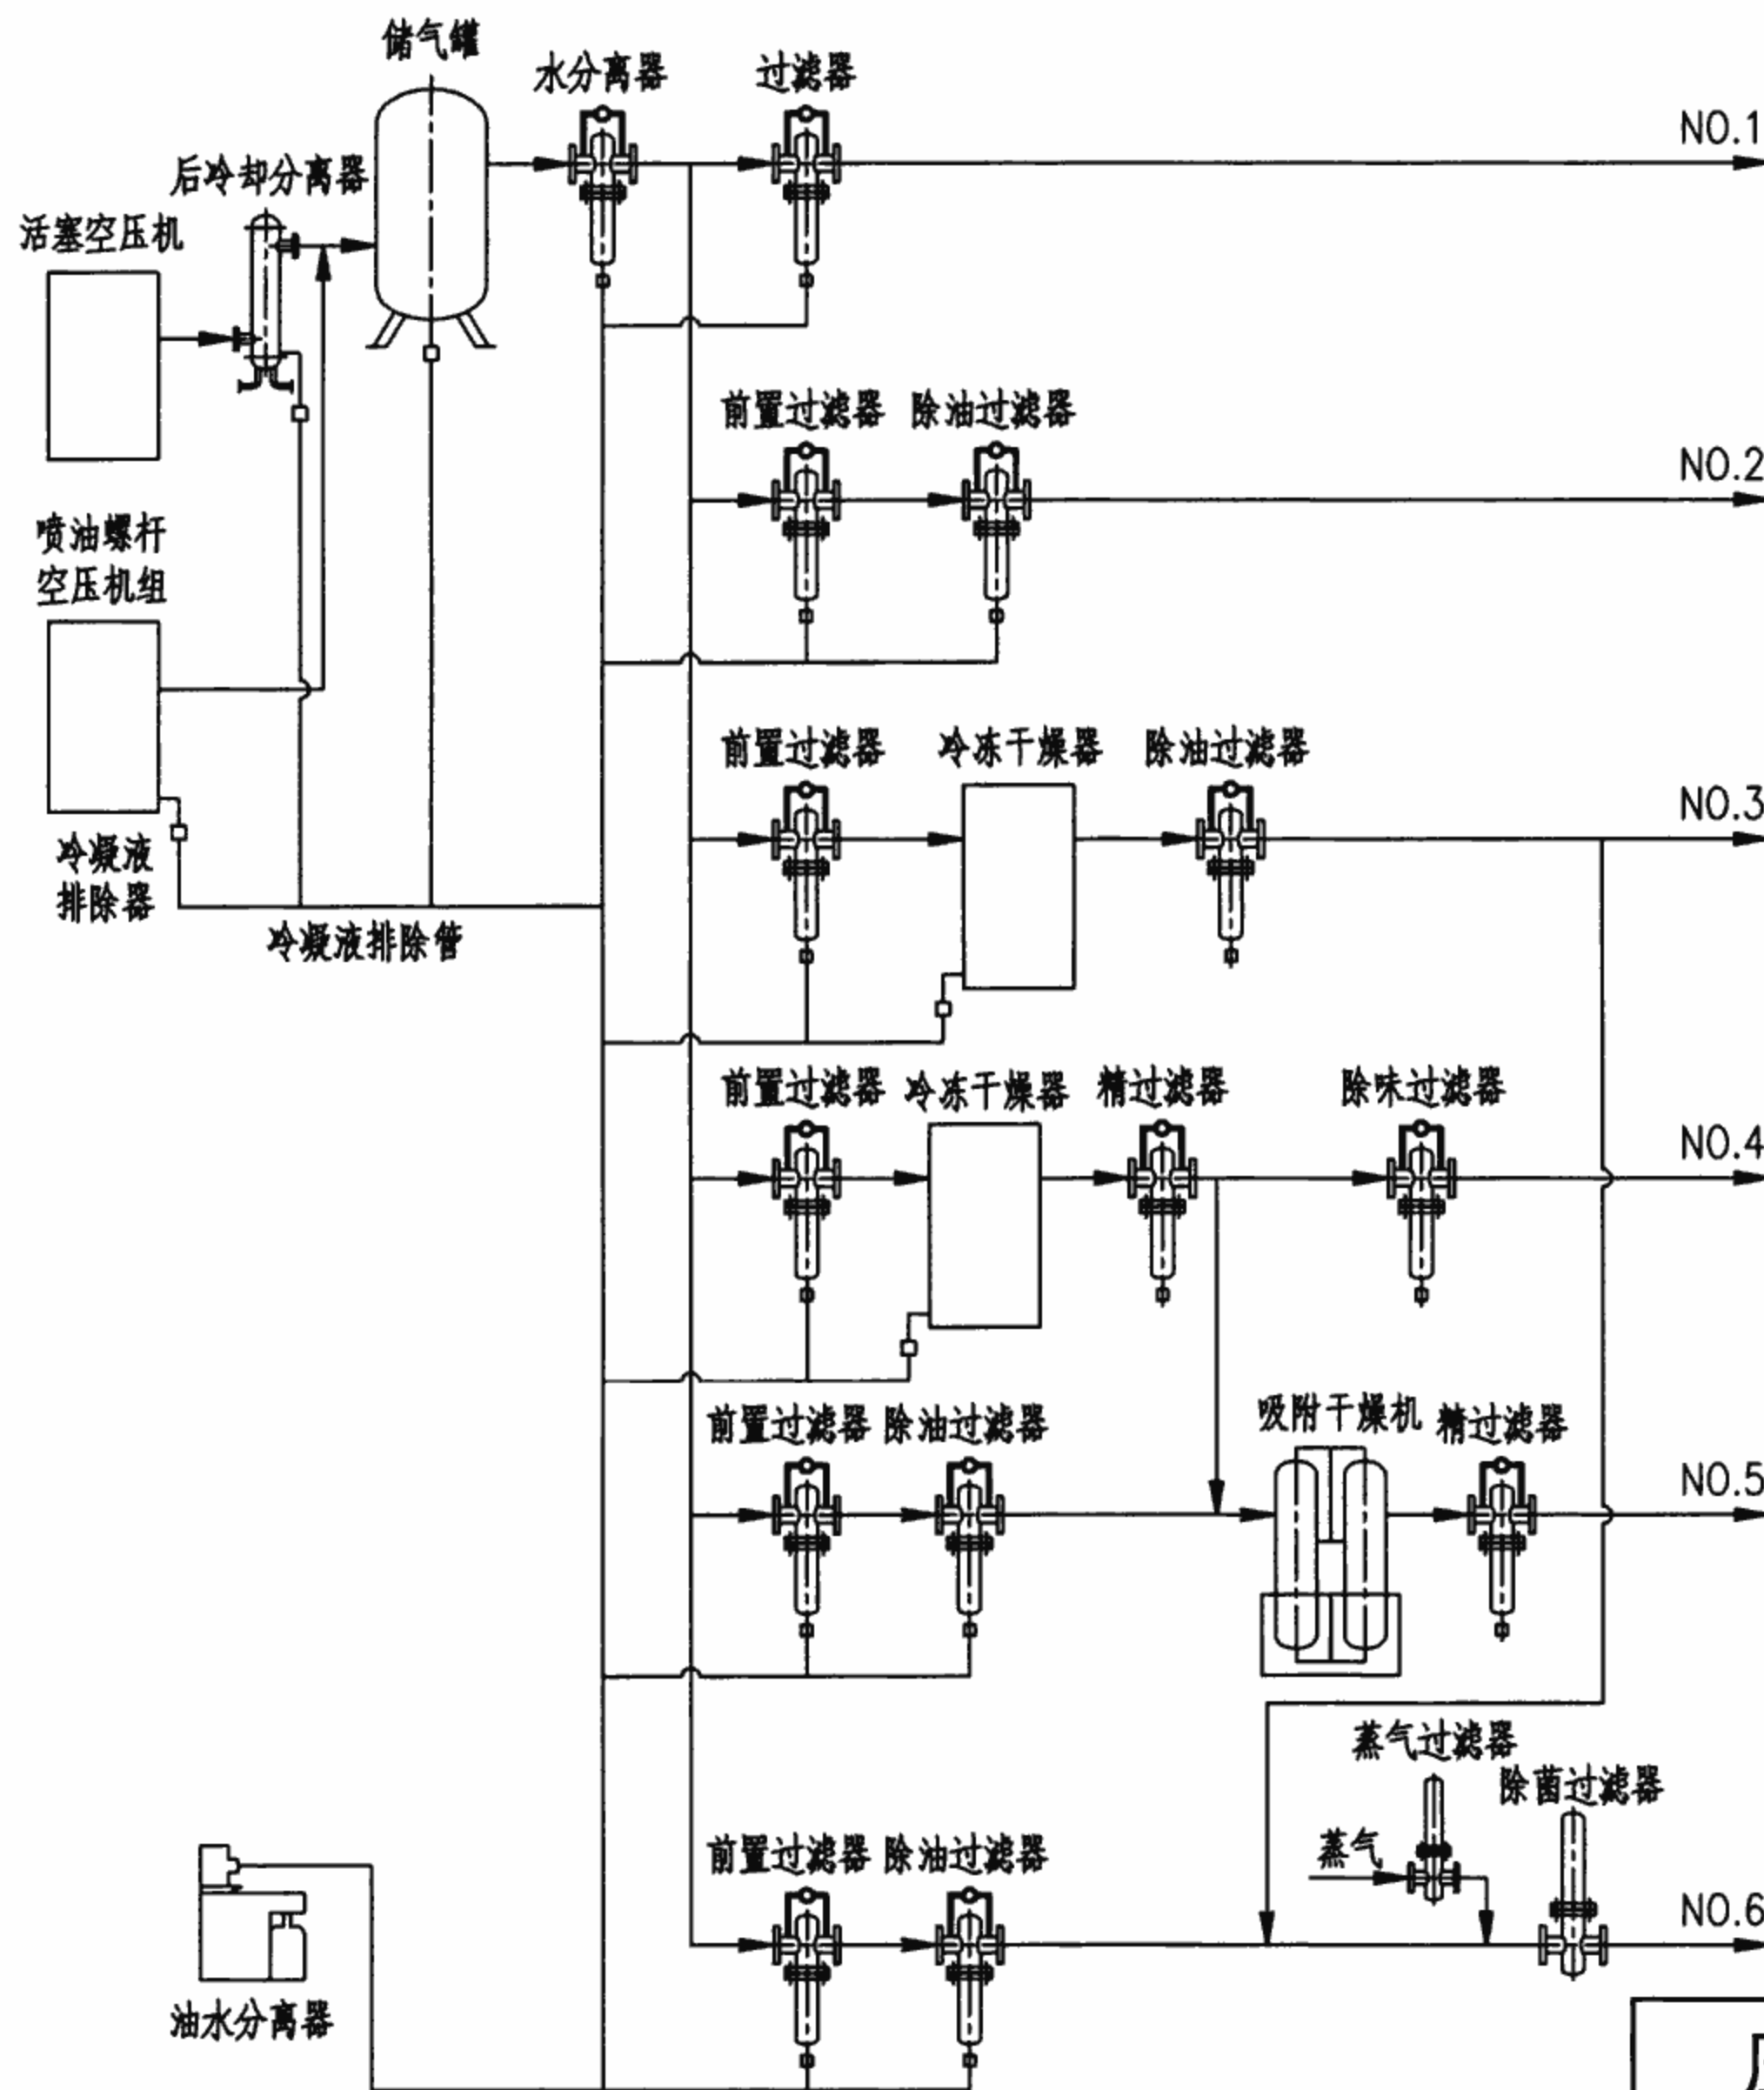 储气罐
水分离器
过滤器
NO.1
后冷却分离器
活塞空压机
前置过滤器
除油过滤器
NO.2
喷油螺杆
空压机组
前置过滤器
冷冻干燥器
除油过滤器
NO.3
冷凝液
排除器
冷凝液排除管
前置过滤器
冷冻干燥器
精过滤器
除味过滤器
NO.4
前置过滤器
除油过滤器
吸附干燥机
精过滤器
NO.5
蒸气过滤器
除菌过滤器
蒸气
前置过滤器
除油过滤器
NO.6
油水分离器